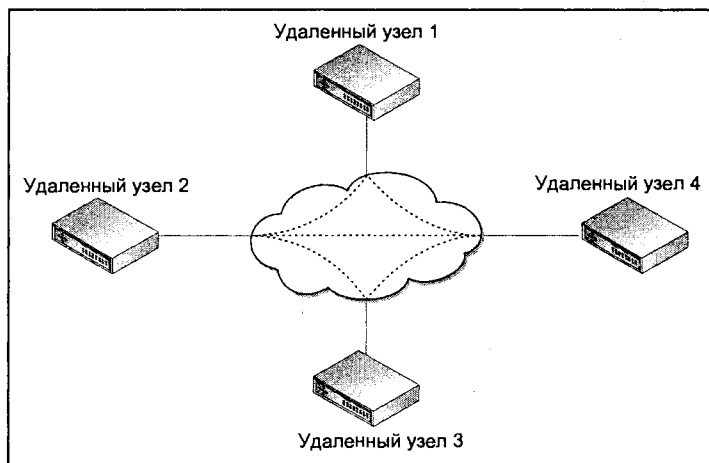 Удаленный узел 1
Удаленный узел 2
Удаленный узел 4
Удаленный узел 3